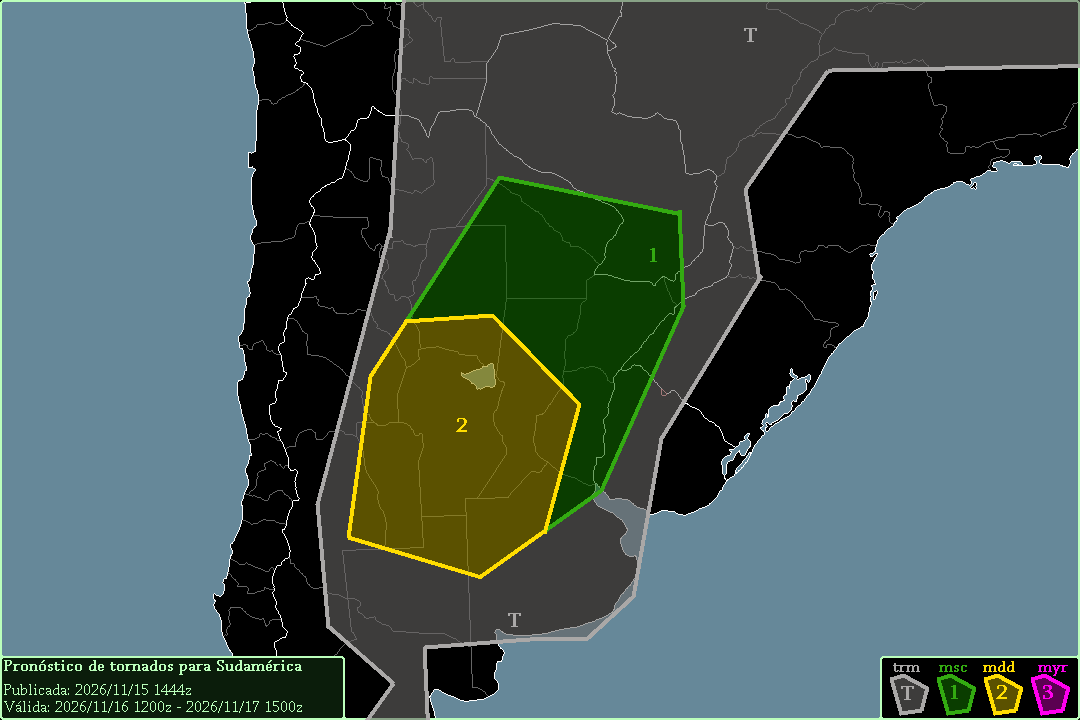 T
1
2
T
Pronóstico de tornados para Sudamérica
Publicada: 2026/11/15 1444z
Válida: 2026/11/16 1200z - 2026/11/17 1500z
trm msc mdd myr
T 1 2 3